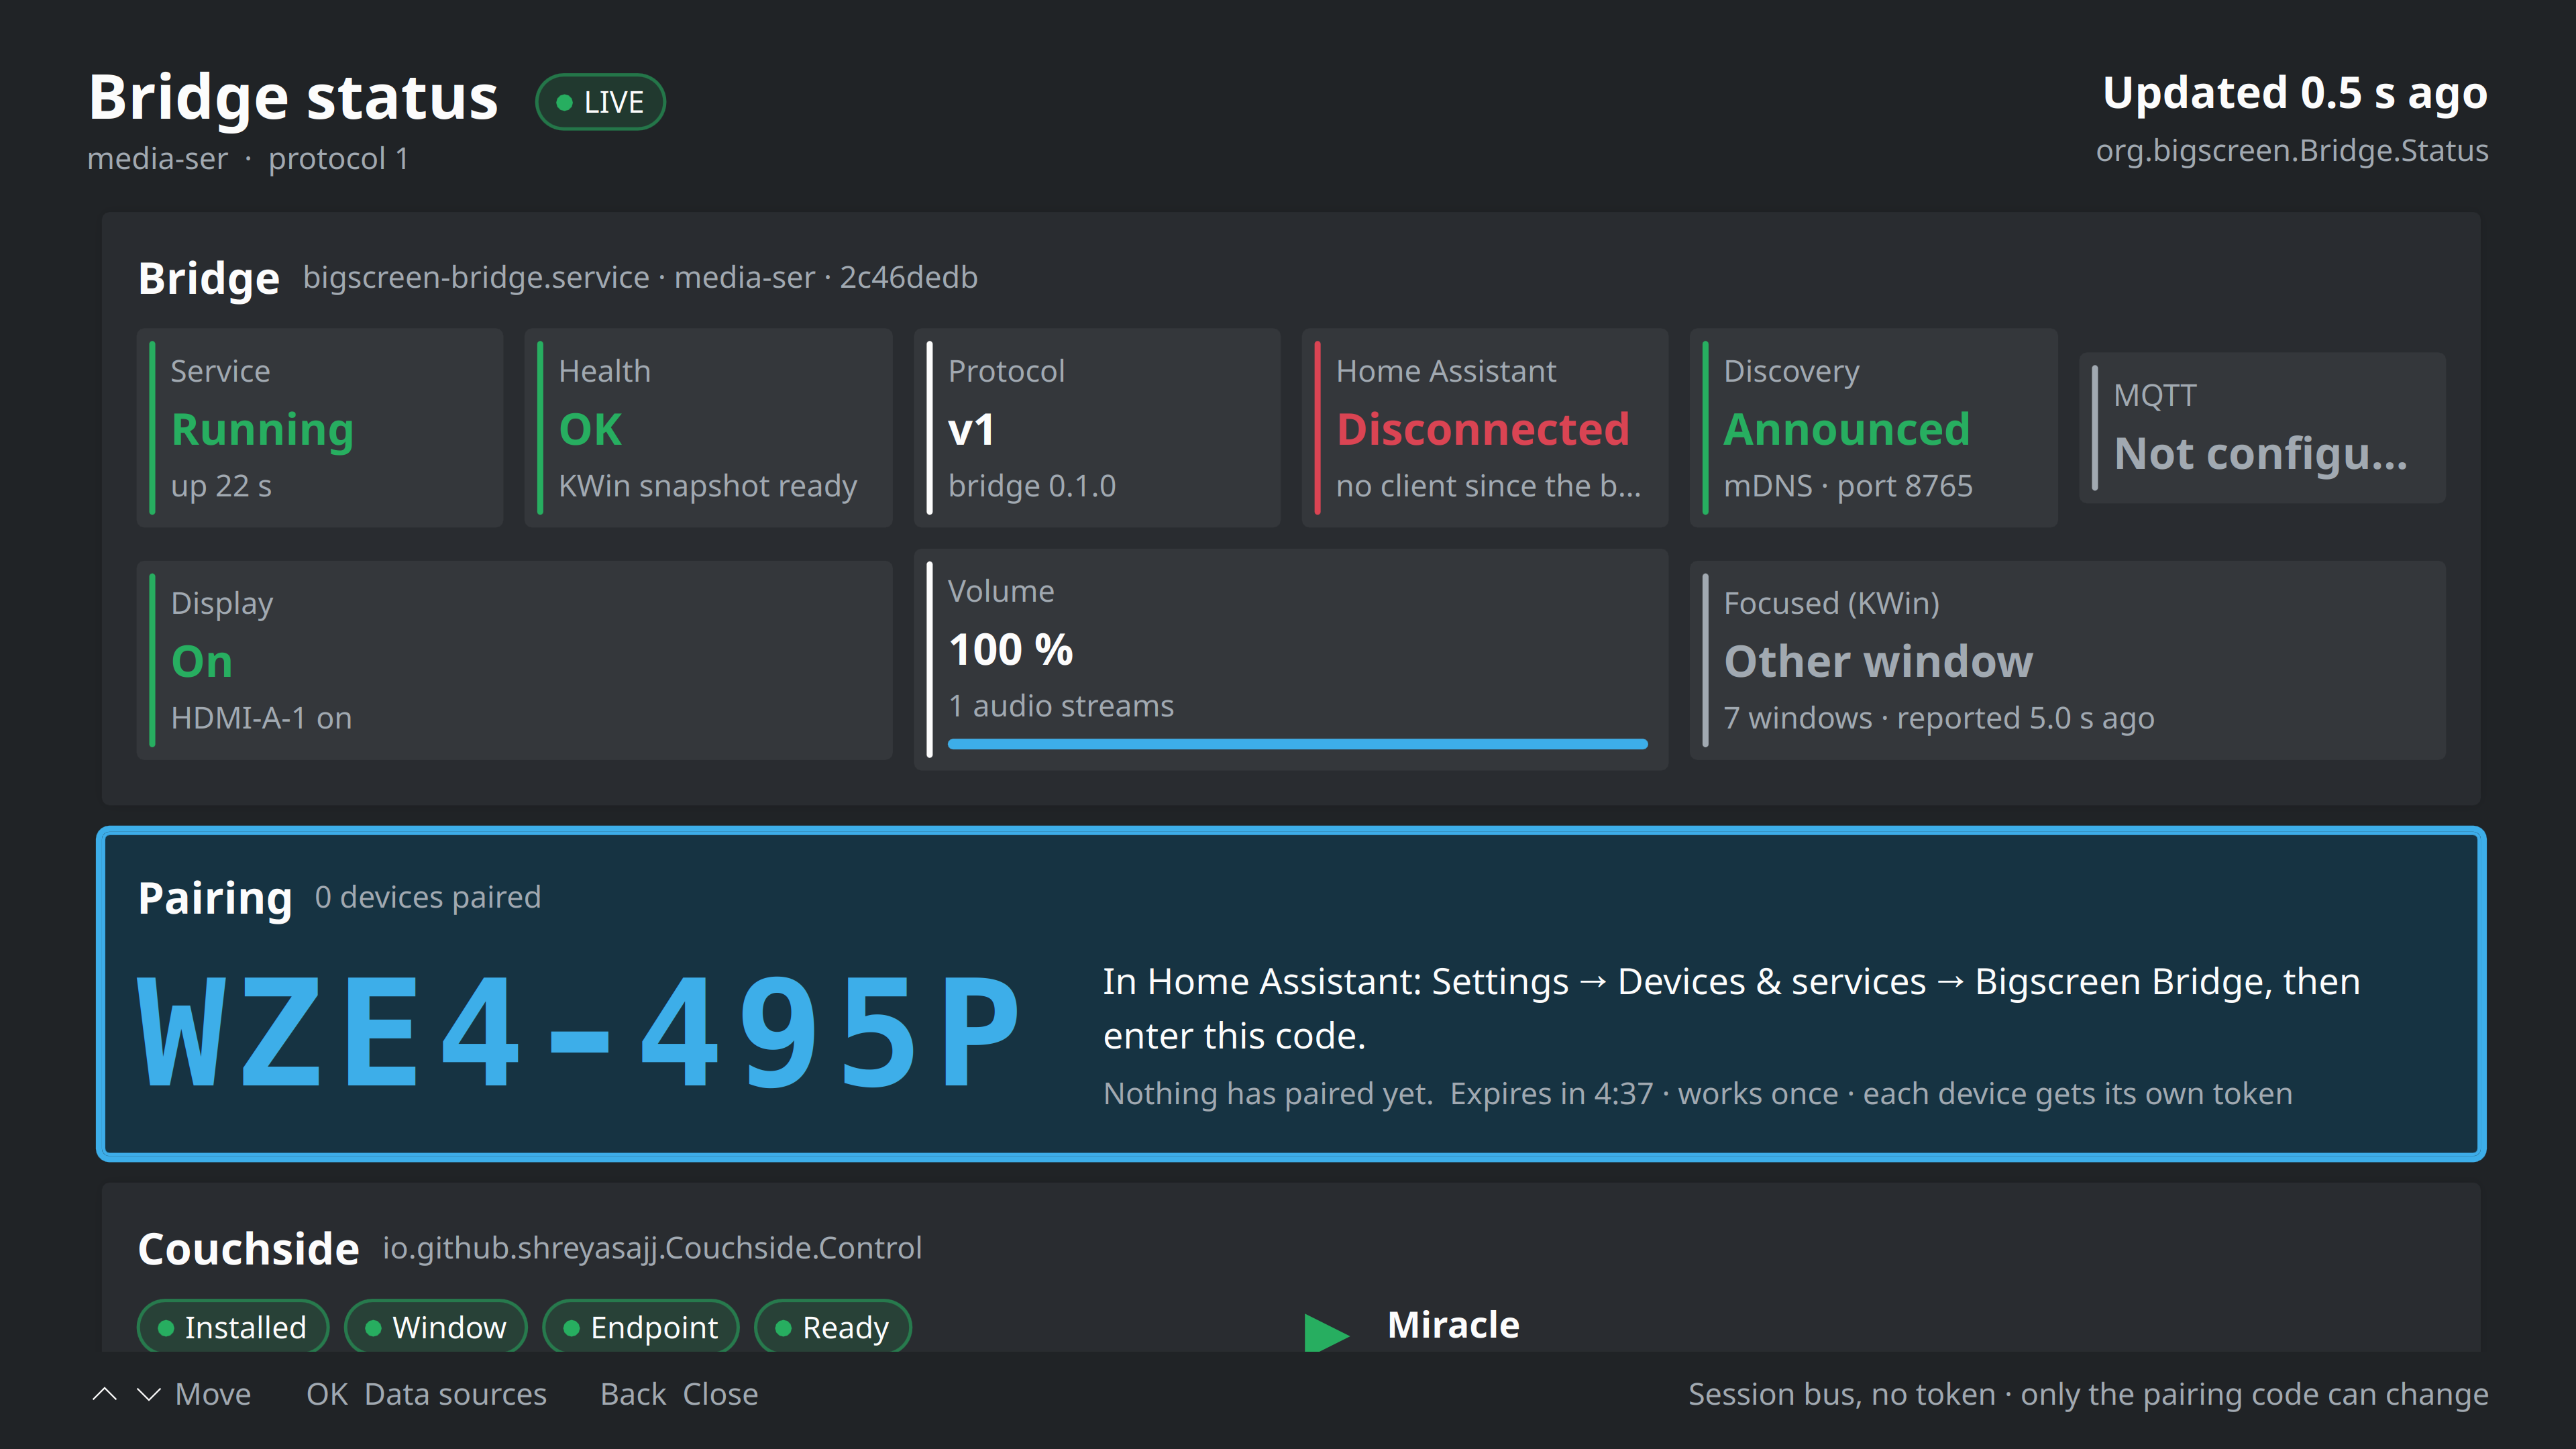 Bridge status
LIVE
Updated 0.5 s ago
media-ser · protocol 1
org.bigscreen.Bridge.Status
Bridge bigscreen-bridge.service · media-ser · 2c46dedb
Service
Running
up 22 s
Health
OK
KWin snapshot ready
Protocol
v1
bridge 0.1.0
Home Assistant
Disconnected
no client since the b...
Discovery
Announced
mDNS · port 8765
MQTT
Not configu...
Display
On
HDMI-A-1 on
Volume
100 %
1 audio streams
Focused (KWin)
Other window
7 windows · reported 5.0 s ago
Pairing 0 devices paired
WZE4-495P
In Home Assistant: Settings → Devices & services → Bigscreen Bridge, then
enter this code.
Nothing has paired yet. Expires in 4:37 · works once · each device gets its own token
Couchside io.github.shreyasajj.Couchside.Control
Installed Window Endpoint Ready
Miracle
Move OK Data sources Back Close
Session bus, no token · only the pairing code can change